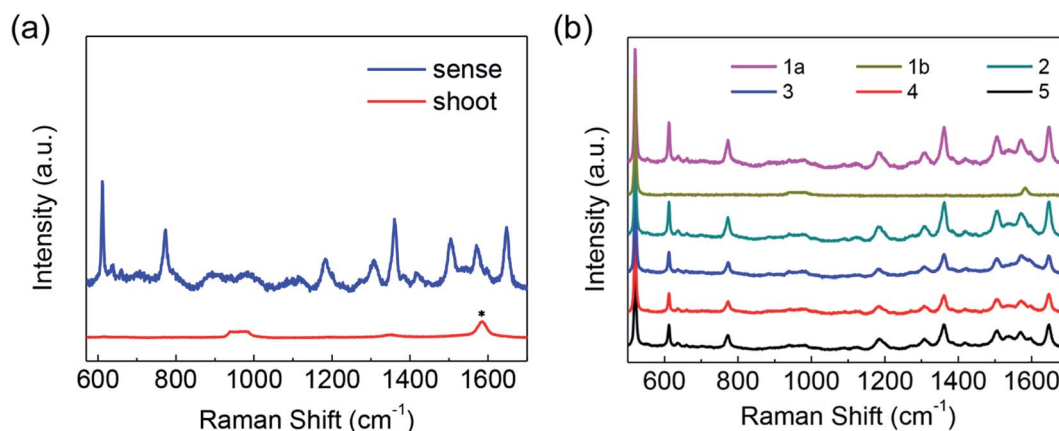 (a)
sense
shoot
*
Intensity (a.u.)
600 800 1000 1200 1400 1600
Raman Shift (cm⁻¹)
(b)
1a 1b 2
3 4 5
Intensity (a.u.)
600 800 1000 1200 1400 1600
Raman Shift (cm⁻¹)